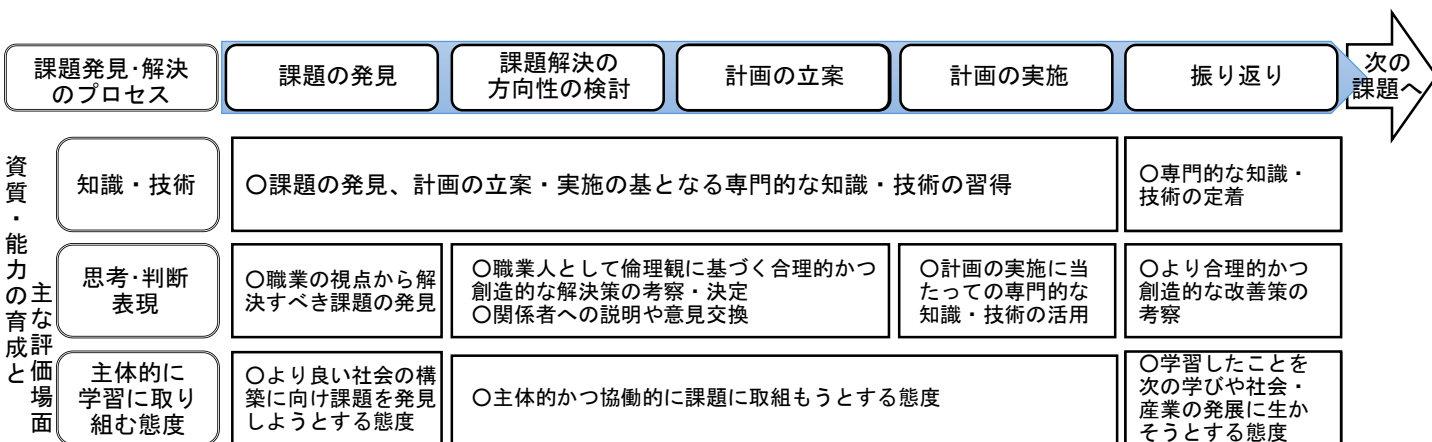 課題発見･解決
のプロセス
課題の発見
課題解決の
方向性の検討
計画の立案
計画の実施
振り返り
次の
課題へ
資質・能力の育成と
主な評価場面
知識・技術
〇課題の発見、計画の立案・実施の基となる専門的な知識・技術の習得
〇専門的な知識・
技術の定着
思考･判断
表現
〇職業の視点から解
決すべき課題の発見
〇職業人として倫理観に基づく合理的かつ
創造的な解決策の考察・決定
〇関係者への説明や意見交換
〇計画の実施に当
たっての専門的な
知識・技術の活用
〇より合理的かつ
創造的な改善策の
考察
主体的に
学習に取り
組む態度
〇より良い社会の構
築に向け課題を発見
しようとする態度
〇主体的かつ協働的に課題に取組もうとする態度
〇学習したことを
次の学びや社会・
産業の発展に生か
そうとする態度